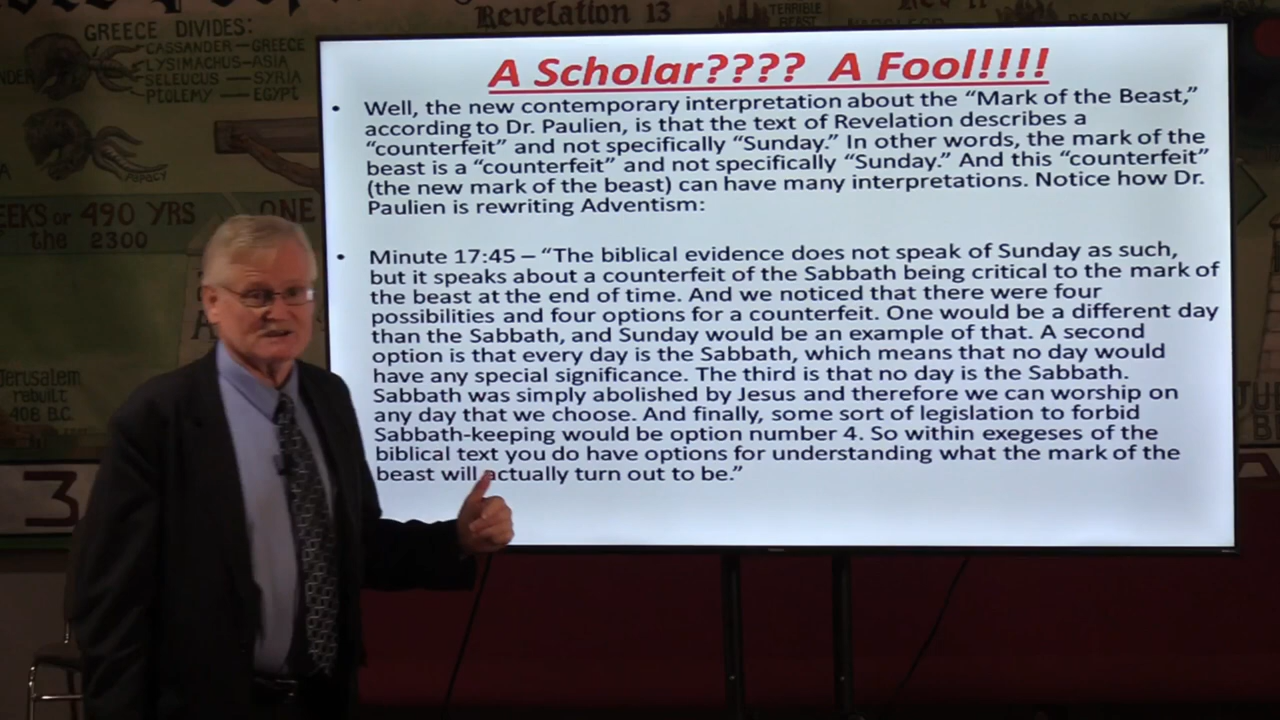 Revelation 13
TERRIBLE
BEAST
DEADLY
GREECE DIVIDES:
CASSANDER—GREECE
LYSIMACHUS—ASIA
SELEUCUS — SYRIA
PTOLEMY — EGYPT
490 YRS
ONE
the 2300
Jerusalem
rebuilt
408 B.C.
3
A Scholar???? A Fool!!!!
• Well, the new contemporary interpretation about the “Mark of the Beast,”
according to Dr. Paulien, is that the text of Revelation describes a
“counterfeit” and not specifically “Sunday.” In other words, the mark of the
beast is a “counterfeit” and not specifically “Sunday.” And this “counterfeit”
(the new mark of the beast) can have many interpretations. Notice how Dr.
Paulien is rewriting Adventism:
• Minute 17:45 – “The biblical evidence does not speak of Sunday as such,
but it speaks about a counterfeit of the Sabbath being critical to the mark of
the beast at the end of time. And we noticed that there were four
possibilities and four options for a counterfeit. One would be a different day
than the Sabbath, and Sunday would be an example of that. A second
option is that every day is the Sabbath, which means that no day would
have any special significance. The third is that no day is the Sabbath.
Sabbath was simply abolished by Jesus and therefore we can worship on
any day that we choose. And finally, some sort of legislation to forbid
Sabbath-keeping would be option number 4. So within exegeses of the
biblical text you do have options for understanding what the mark of the
beast will actually turn out to be.”